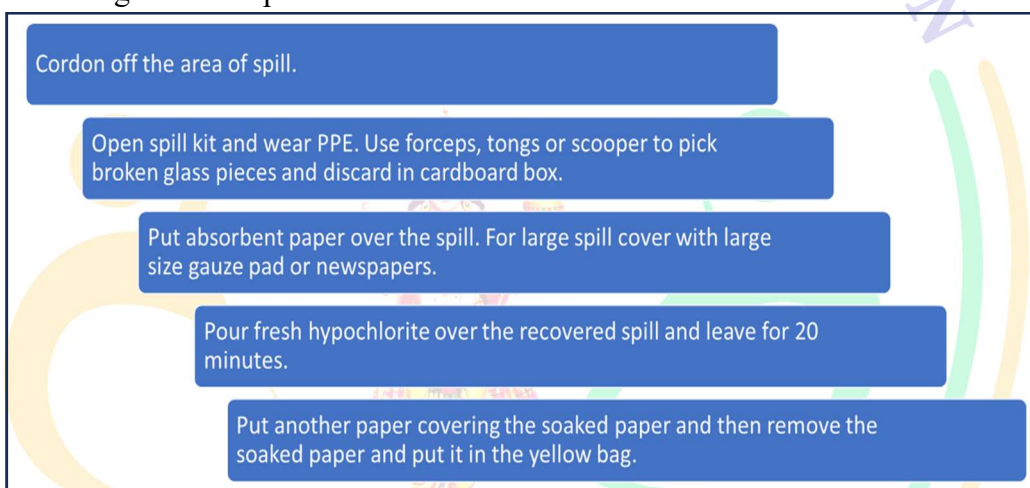 Cordon off the area of spill.
Open spill kit and wear PPE. Use forceps, tongs or scooper to pick
broken glass pieces and discard in cardboard box.
Put absorbent paper over the spill. For large spill cover with large
size gauze pad or newspapers.
Pour fresh hypochlorite over the recovered spill and leave for 20
minutes.
Put another paper covering the soaked paper and then remove the
soaked paper and put it in the yellow bag.